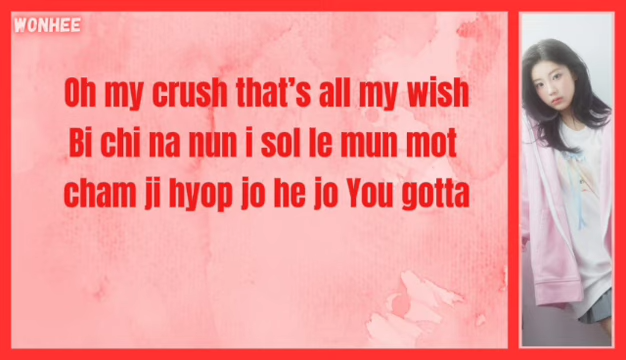 WONHEE
Oh my crush that's all my wish
Bi chi na nun i sol le mun mot
cham ji hyop jo he jo You gotta